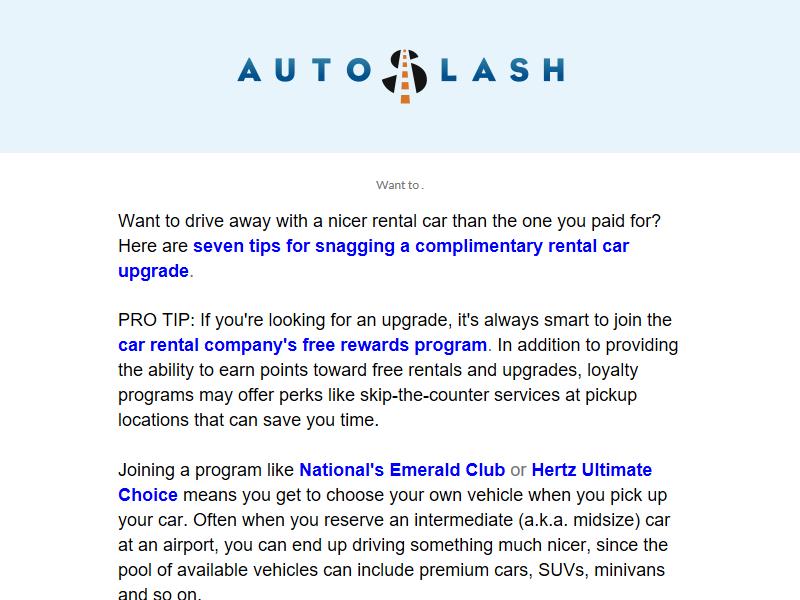 AUTOSLASH
Want to .
Want to drive away with a nicer rental car than the one you paid for?
Here are seven tips for snagging a complimentary rental car
upgrade.
PRO TIP: If you're looking for an upgrade, it's always smart to join the
car rental company's free rewards program. In addition to providing
the ability to earn points toward free rentals and upgrades, loyalty
programs may offer perks like skip-the-counter services at pickup
locations that can save you time.
Joining a program like National's Emerald Club or Hertz Ultimate
Choice means you get to choose your own vehicle when you pick up
your car. Often when you reserve an intermediate (a.k.a. midsize) car
at an airport, you can end up driving something much nicer, since the
pool of available vehicles can include premium cars, SUVs, minivans
and so on.